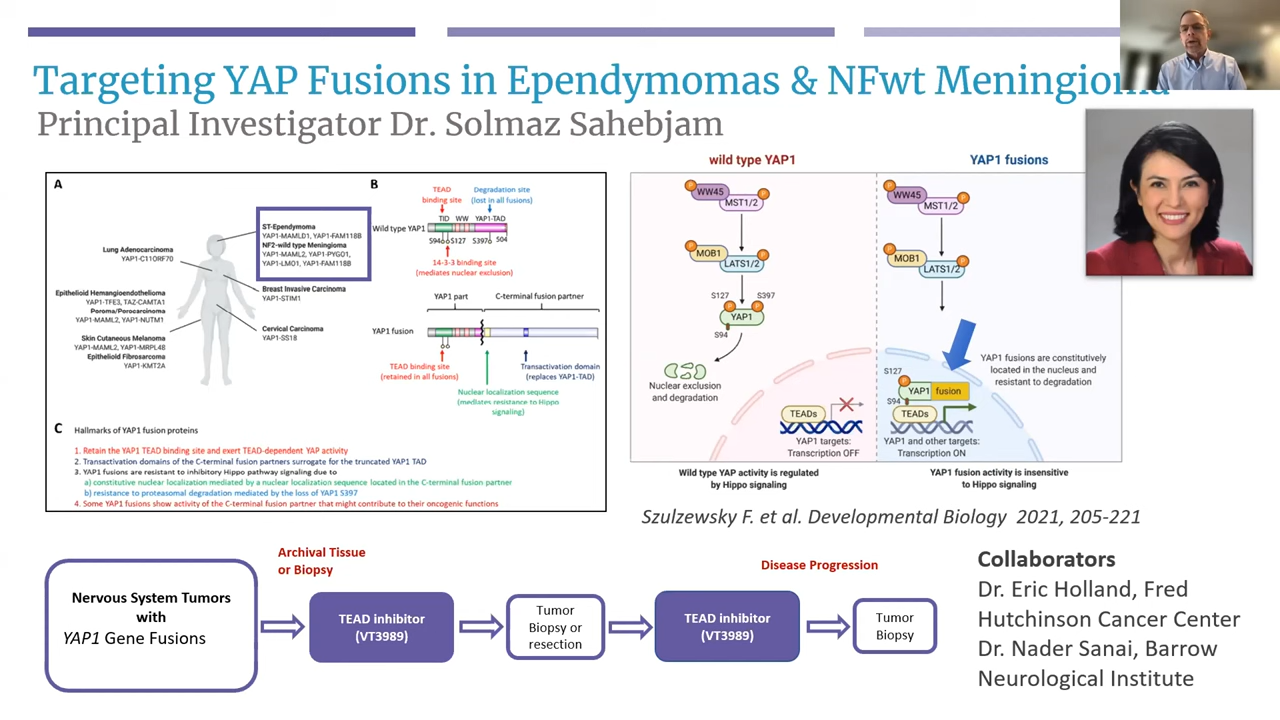 Targeting YAP Fusions in Ependymomas & NFwt Meningioma
Principal Investigator Dr. Solmaz Sahebjam
A
ST-Ependymoma
YAP1-MAMLD1, YAP1-FAM118B
NF2-wild type Meningioma
YAP1-MAML2, YAP1-PYGO1,
YAP1-LMO1, YAP1-FAM118B
Lung Adenocarcinoma
YAP1-C11ORF70
Breast Invasive Carcinoma
YAP1-STIM1
Epithelioid Hemangioendothelioma
YAP1-TFE3, TAZ-CAMTA1
Poroma/Porocarcinoma
YAP1-MAML2, YAP1-NUTM1
Cervical Carcinoma
YAP1-SS18
Skin Cutaneous Melanoma
YAP1-MAML2, YAP1-MRPL48
Epithelioid Fibrosarcoma
YAP1-KMT2A
B
TEAD
binding site
Degradation site
(lost in all fusions)
TID WW YAP1-TAD
Wild type YAP1
S94 S127 S397 504
14-3-3 binding site
(mediates nuclear exclusion)
YAP1 part
C-terminal fusion partner
YAP1 fusion
TEAD binding site
(retained in all fusions)
Transactivation domain
(replaces YAP1-TAD)
Nuclear localization sequence
(mediates resistance to Hippo
signaling)
C Hallmarks of YAP1 fusion proteins
1. Retain the YAP1 TEAD binding site and exert TEAD-dependent YAP activity
2. Transactivation domains of the C-terminal fusion partners surrogate for the truncated YAP1 TAD
3. YAP1 fusions are resistant to inhibitory Hippo pathway signaling due to
a) constitutive nuclear localization mediated by a nuclear localization sequence located in the C-terminal fusion partner
b) resistance to proteasomal degradation mediated by the loss of YAP1 S397
4. Some YAP1 fusions show activity of the C-terminal fusion partner that might contribute to their oncogenic functions
wild type YAP1
P
WW45
MST1/2
P
MOB1
P
LATS1/2
P
S127
S397
P
YAP1
P
S94
Nuclear exclusion
and degradation
TEADs
YAP1 targets:
Transcription OFF
Wild type YAP activity is regulated
by Hippo signaling
YAP1 fusions
P
WW45
MST1/2
P
P
MOB1
LATS1/2
P
YAP1 fusions are constitutively
located in the nucleus and
resistant to degradation
S127
P
YAP1 fusion
S94
TEADs
YAP1 and other targets:
Transcription ON
YAP1 fusion activity is insensitive
to Hippo signaling
Szulzewsky F. et al. Developmental Biology 2021, 205-221
Nervous System Tumors
with
YAP1 Gene Fusions
Archival Tissue
or Biopsy
TEAD inhibitor
(VT3989)
Tumor
Biopsy or
resection
TEAD inhibitor
(VT3989)
Disease Progression
Tumor
Biopsy
Collaborators
Dr. Eric Holland, Fred
Hutchinson Cancer Center
Dr. Nader Sanai, Barrow
Neurological Institute